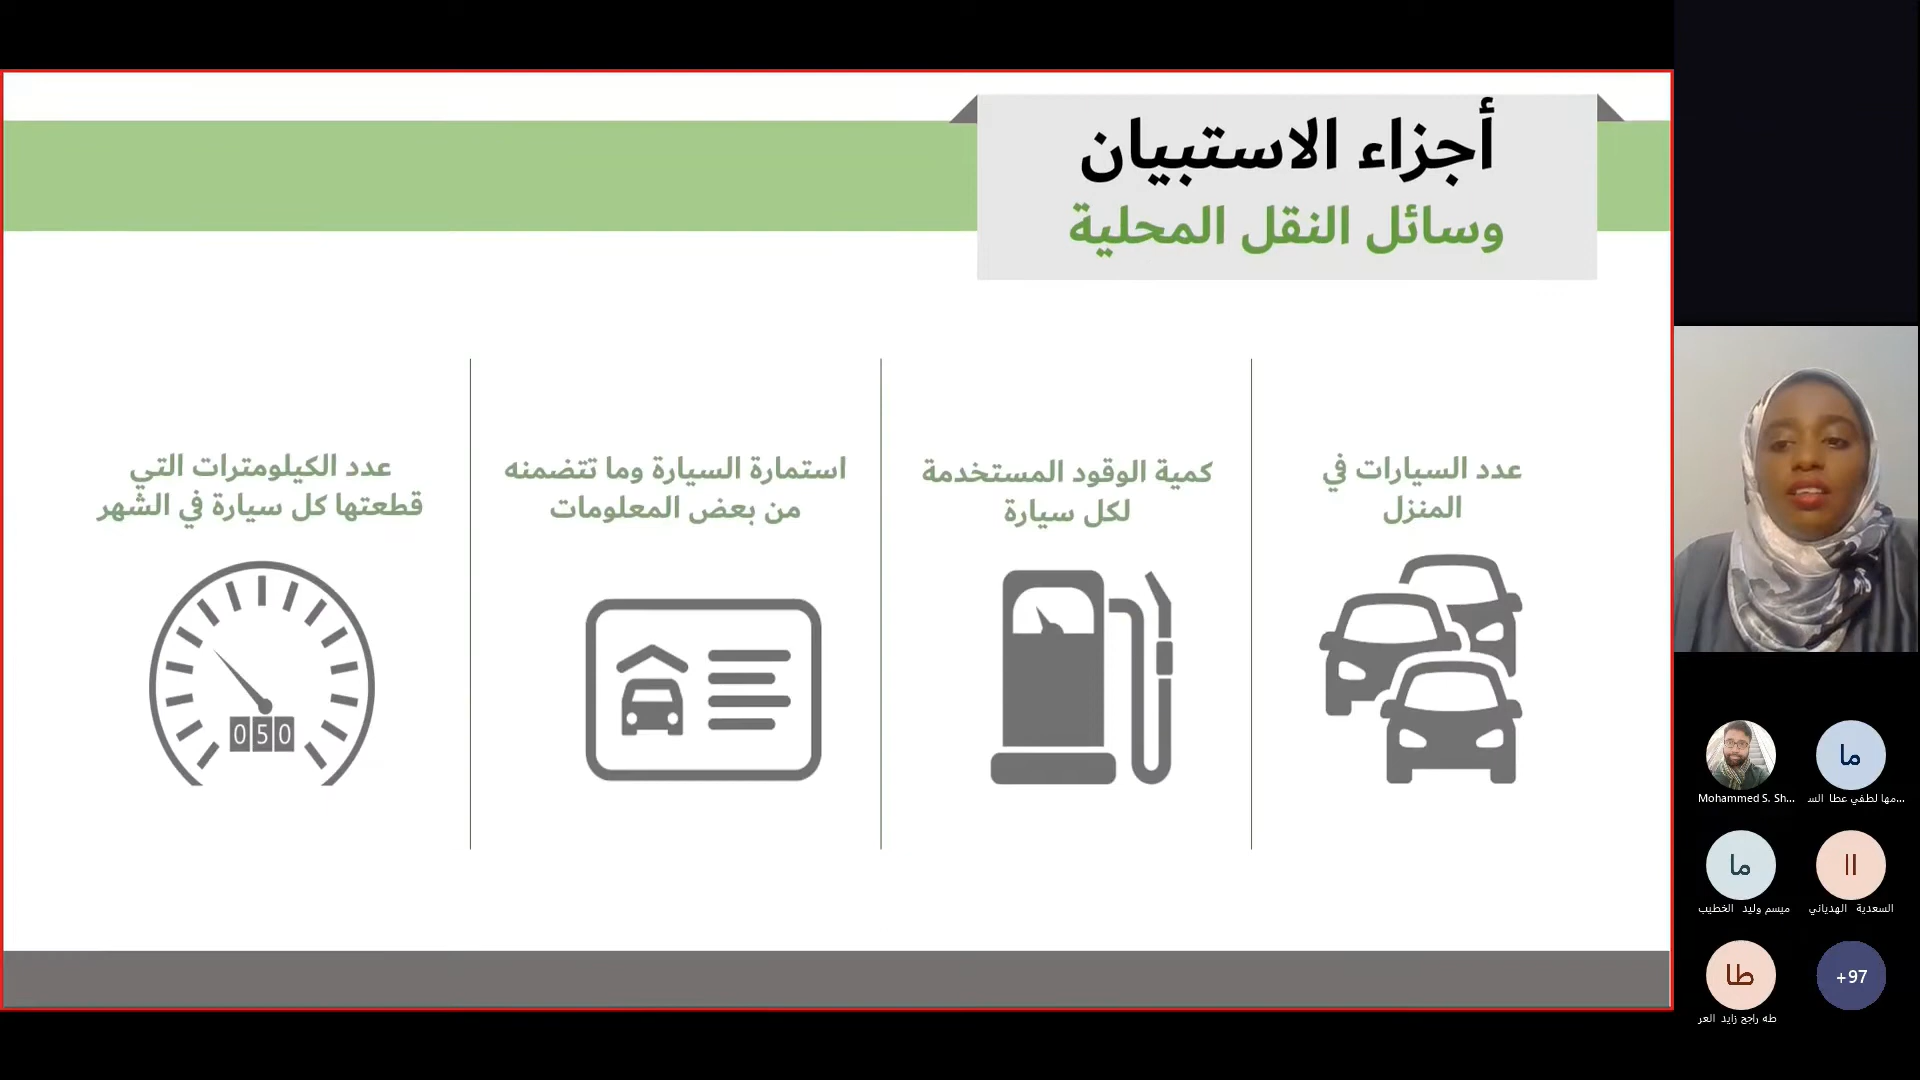 أجزاء الاستبيان
وسائل النقل المحلية
عدد السيارات في
المنزل
كمية الوقود المستخدمة
لكل سيارة
استمارة السيارة وما تتضمنه
من بعض المعلومات
عدد الكيلومترات التي
قطعتها كل سيارة في الشهر
050
ما
Mohammed S. Sh...
مها لطفي عطا السـ...
ما
اا
ميسم وليد الخطيب
السعدية الهدياني
طا
+97
طه راجح زايد العر